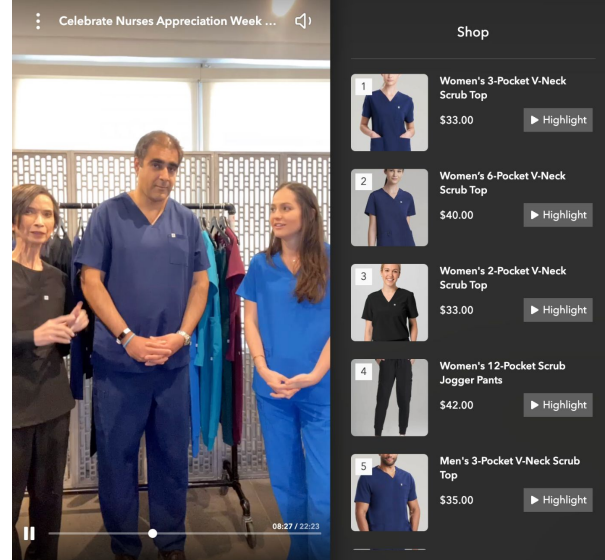 Celebrate Nurses Appreciation Week ...
08:27 / 22:23
Shop
1
Women's 3-Pocket V-Neck
Scrub Top
$33.00
Highlight
2
Women's 6-Pocket V-Neck
Scrub Top
$40.00
Highlight
3
Women's 2-Pocket V-Neck
Scrub Top
$33.00
Highlight
4
Women's 12-Pocket Scrub
Jogger Pants
$42.00
Highlight
5
Men's 3-Pocket V-Neck Scrub
Top
$35.00
Highlight